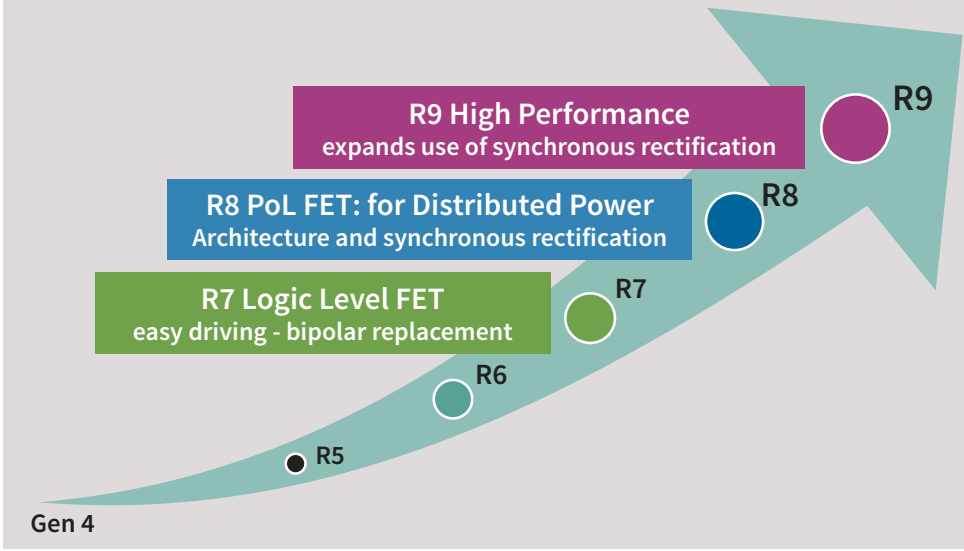 R9
R9 High Performance
expands use of synchronous rectification
R8
R8 PoL FET: for Distributed Power
Architecture and synchronous rectification
R7
R7 Logic Level FET
easy driving - bipolar replacement
R6
R5
Gen 4